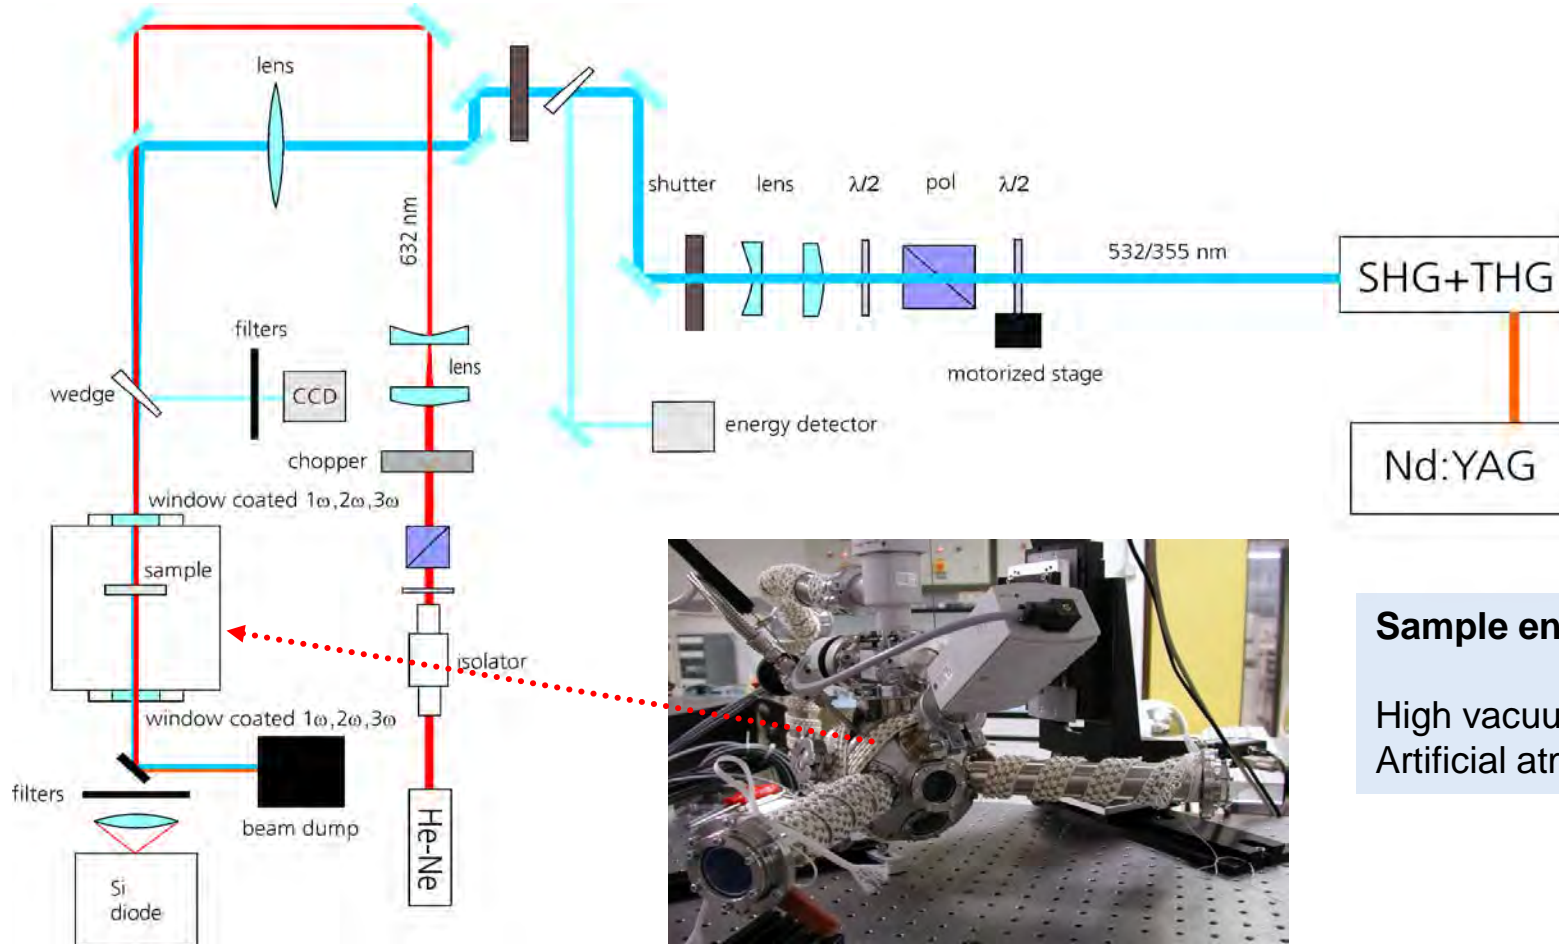 lens
632 nm
shutter
lens
λ/2
pol
λ/2
532/355 nm
SHG+THG
motorized stage
Nd:YAG
filters
CCD
wedge
lens
energy detector
chopper
window coated 1ω,2ω,3ω
sample
isolator
window coated 1ω,2ω,3ω
filters
beam dump
He-Ne
Si
diode
Sample en
High vacuu
Artificial